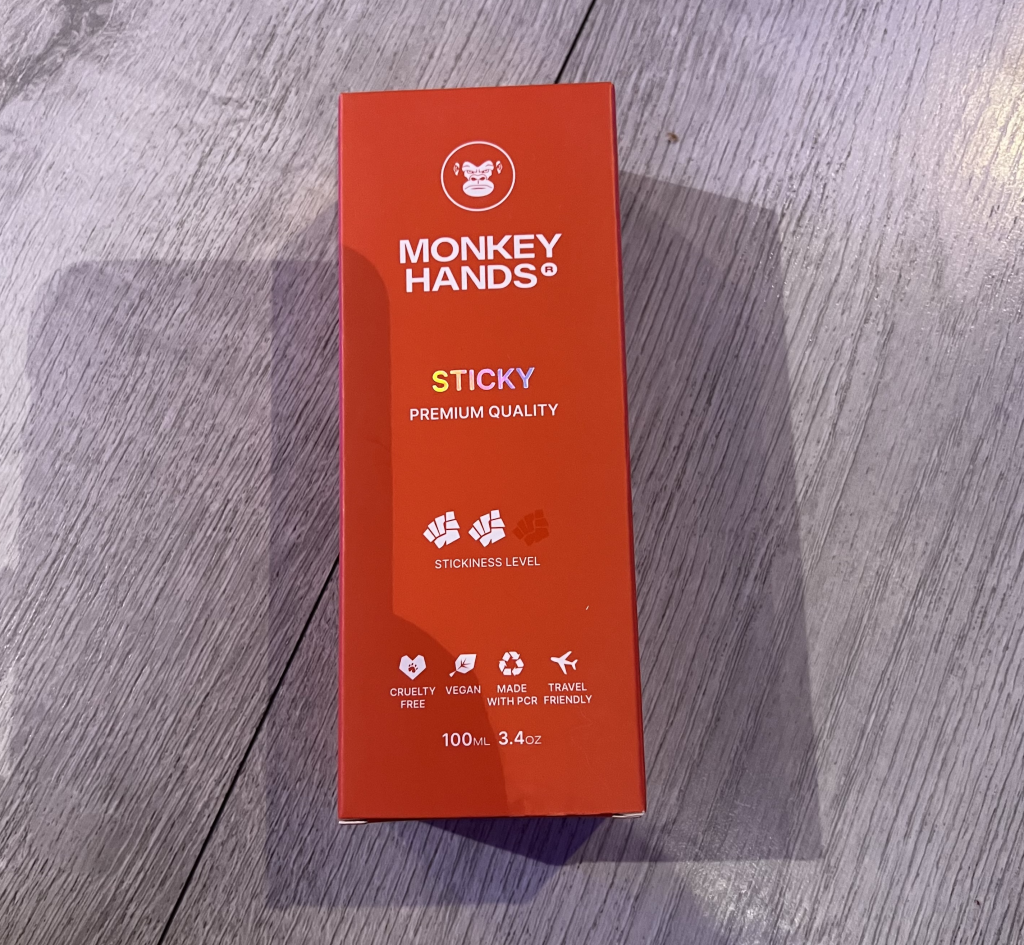 MONKEY
HANDS®
STICKY
PREMIUM QUALITY
STICKINESS LEVEL
CRUELTY
FREE
VEGAN
MADE
WITH PCR
TRAVEL
FRIENDLY
100ML 3.4OZ